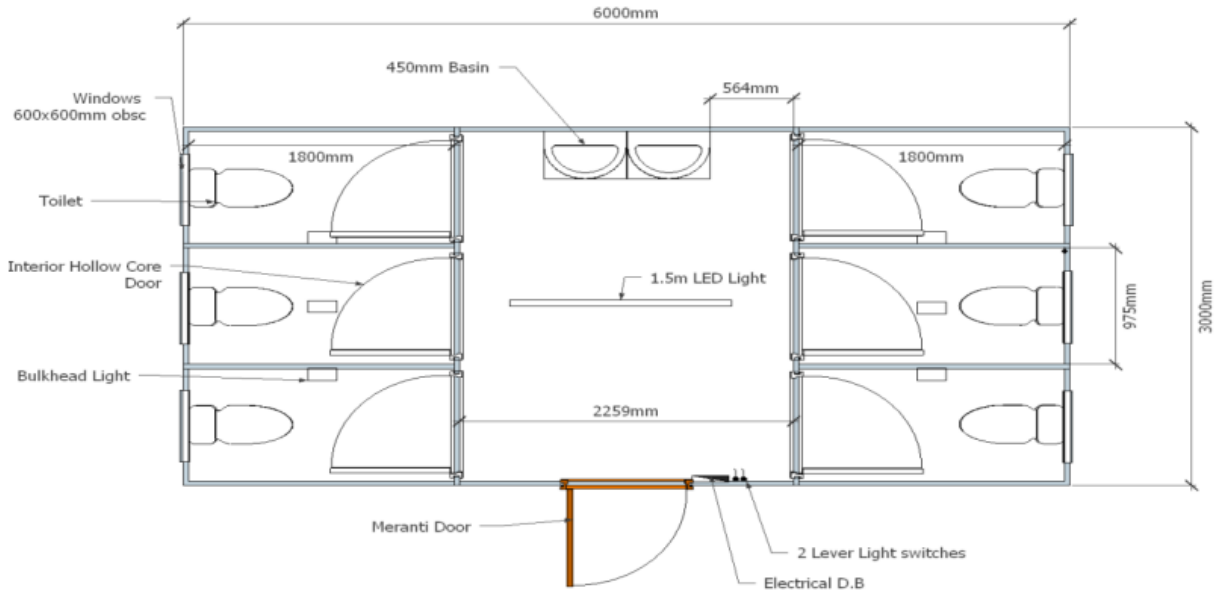 6000mm
450mm Basin
564mm
Windows
600x600mm obsc
1800mm
1800mm
Toilet
Interior Hollow Core
Door
1.5m LED Light
975mm
3000mm
Bulkhead Light
2259mm
Meranti Door
2 Lever Light switches
Electrical D.B